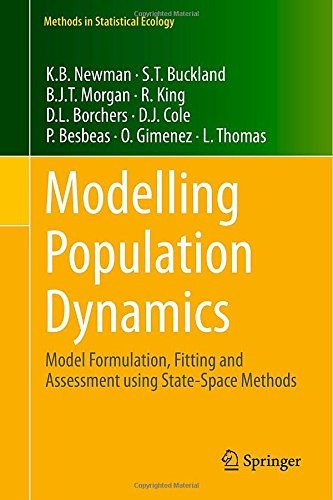 Methods in Statistical Ecology
K.B. Newman · S.T. Buckland
B.J.T. Morgan · R. King
D.L. Borchers · D.J. Cole
P. Besbeas · O. Gimenez · L. Thomas
Modelling
Population
Dynamics
Model Formulation, Fitting and
Assessment using State-Space Methods
Springer